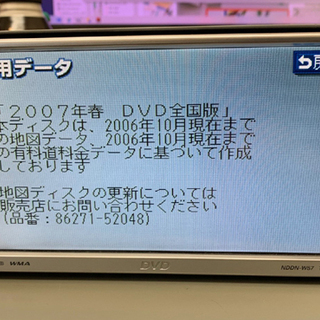 用データ
戻
「2007年春 DVD全国版」
本ディスクは、2006年10月現在まで
の地図データ、2006年10月現在まで
の有料道料金データに基づいて作成
しております
地図ディスクの更新については
販売店にお問い合わせください
(品番:86271-52048)
WMA
DVD
NDDN-W57